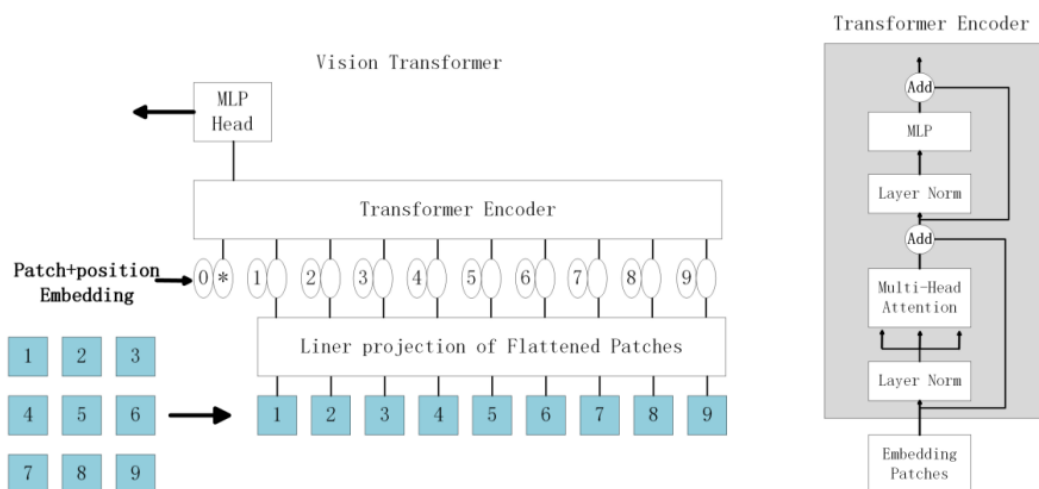 Vision Transformer
MLP
Head
Transformer Encoder
Patch+position
Embedding
0 * 1 2 3 4 5 6 7 8 9
Liner projection of Flattened Patches
1 2 3
4 5 6
7 8 9
1 2 3 4 5 6 7 8 9
Transformer Encoder
Add
MLP
Layer Norm
Add
Multi-Head
Attention
Layer Norm
Embedding
Patches